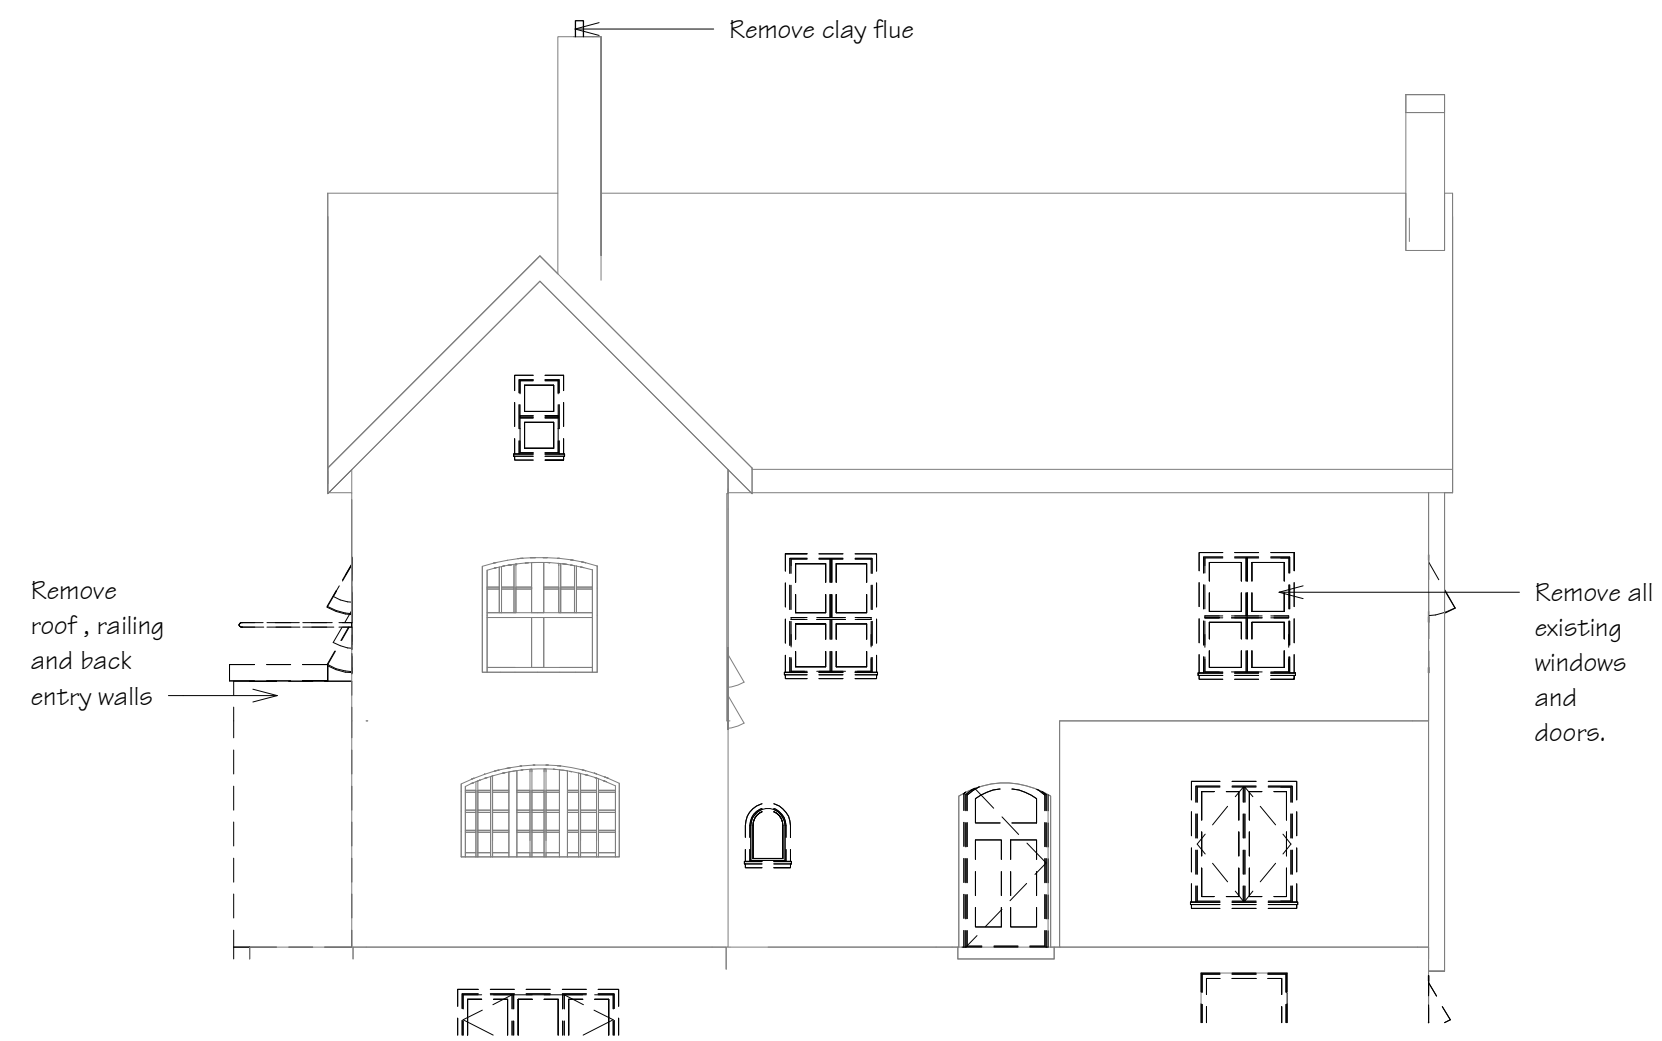 Remove clay flue
Remove
roof , railing
and back
entry walls
Remove all
existing
windows
and
doors.